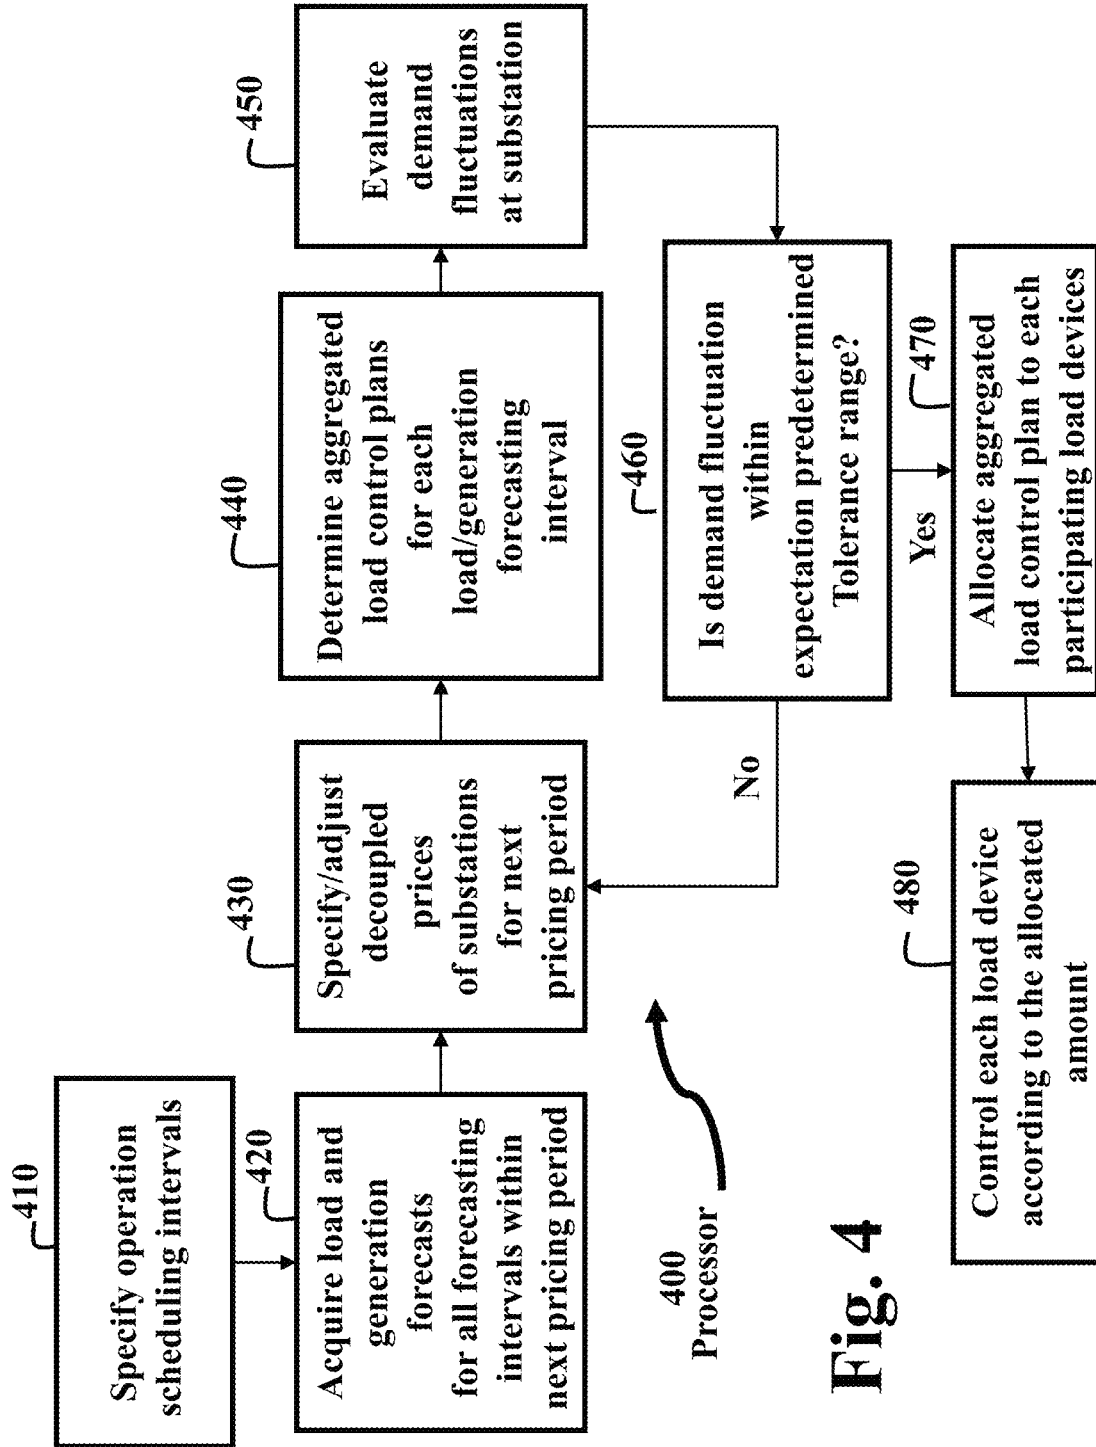 410
Specify operation
scheduling intervals
420
Acquire load and
generation
forecasts
for all forecasting
intervals within
next pricing period
430
Specify/adjust
decoupled
prices
of substations
for next
pricing period
440
Determine aggregated
load control plans
for each
load/generation
forecasting
interval
450
Evaluate
demand
fluctuations
at substation
460
Is demand fluctuation
within
expectation predetermined
Tolerance range?
No
Yes
470
Allocate aggregated
load control plan to each
participating load devices
480
Control each load device
according to the allocated
amount
400
Processor
Fig. 4